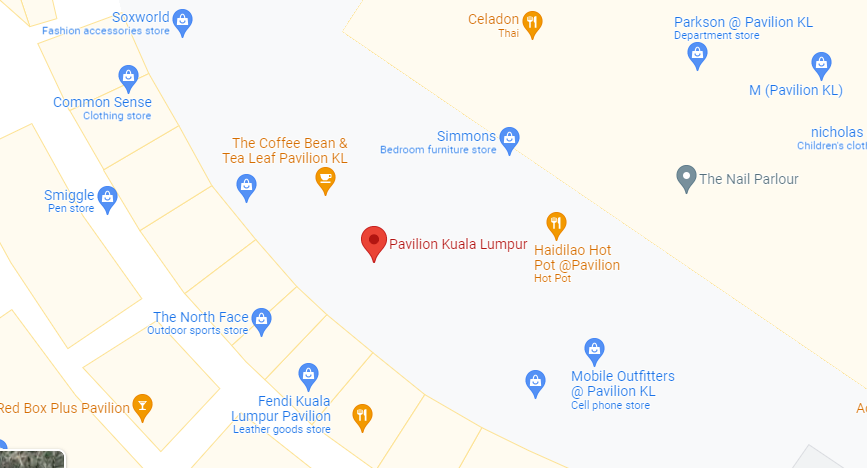 Soxworld
Fashion accessories store
Celadon
Thai
Parkson @ Pavilion KL
Department store
M (Pavilion KL)
Common Sense
Clothing store
The Coffee Bean &
Tea Leaf Pavilion KL
Simmons
Bedroom furniture store
nicholas
Children's clot
The Nail Parlour
Smiggle
Pen store
Pavilion Kuala Lumpur
Haidilao Hot
Pot @Pavilion
Hot Pot
The North Face
Outdoor sports store
Mobile Outfitters
@ Pavilion KL
Cell phone store
Fendi Kuala
Lumpur Pavilion
Leather goods store
Red Box Plus Pavilion